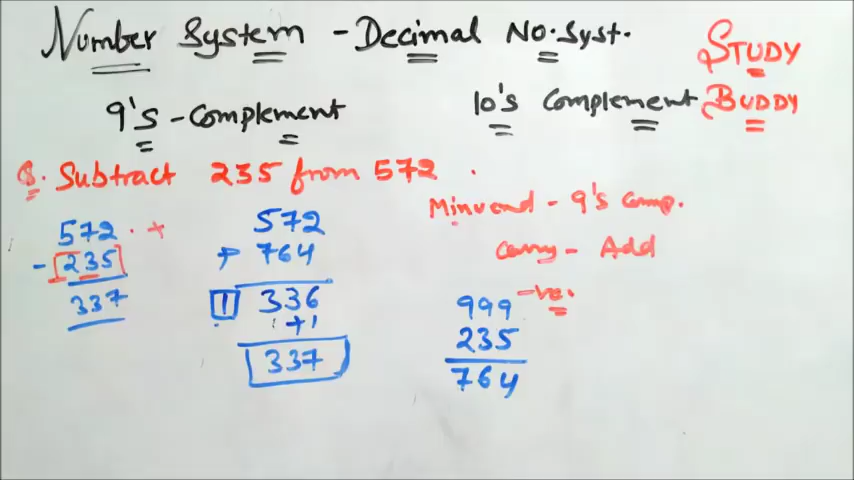 Number System - Decimal No. Syst.
STUDY
BUDDY
9's - Complement
10's Complement
Q. Subtract 235 from 572.
572
- 235
337
572
+ 764
1 336
+1
337
Minuend - 9's Comp.
Carry - Add
-ve.
999
235
764